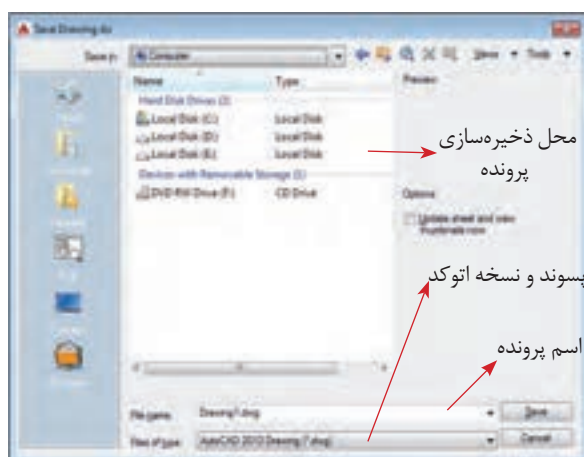 Save Drawing As
Save in: Computer
Views Tools
Name Type
Preview
Hard Disk Drives (3)
Local Disk (C:) Local Disk
Local Disk (D:) Local Disk
Local Disk (E:) Local Disk
Devices with Removable Storage (1)
DVD RW Drive (F:) CD Drive
محل ذخیره‌سازی
پرونده
Options
Update sheet and view
thumbnails now
پسوند و نسخه اتوکد
اسم پرونده
File name: Drawing1.dwg
Save
Files of type: AutoCAD 2013 Drawing (*.dwg)
Cancel